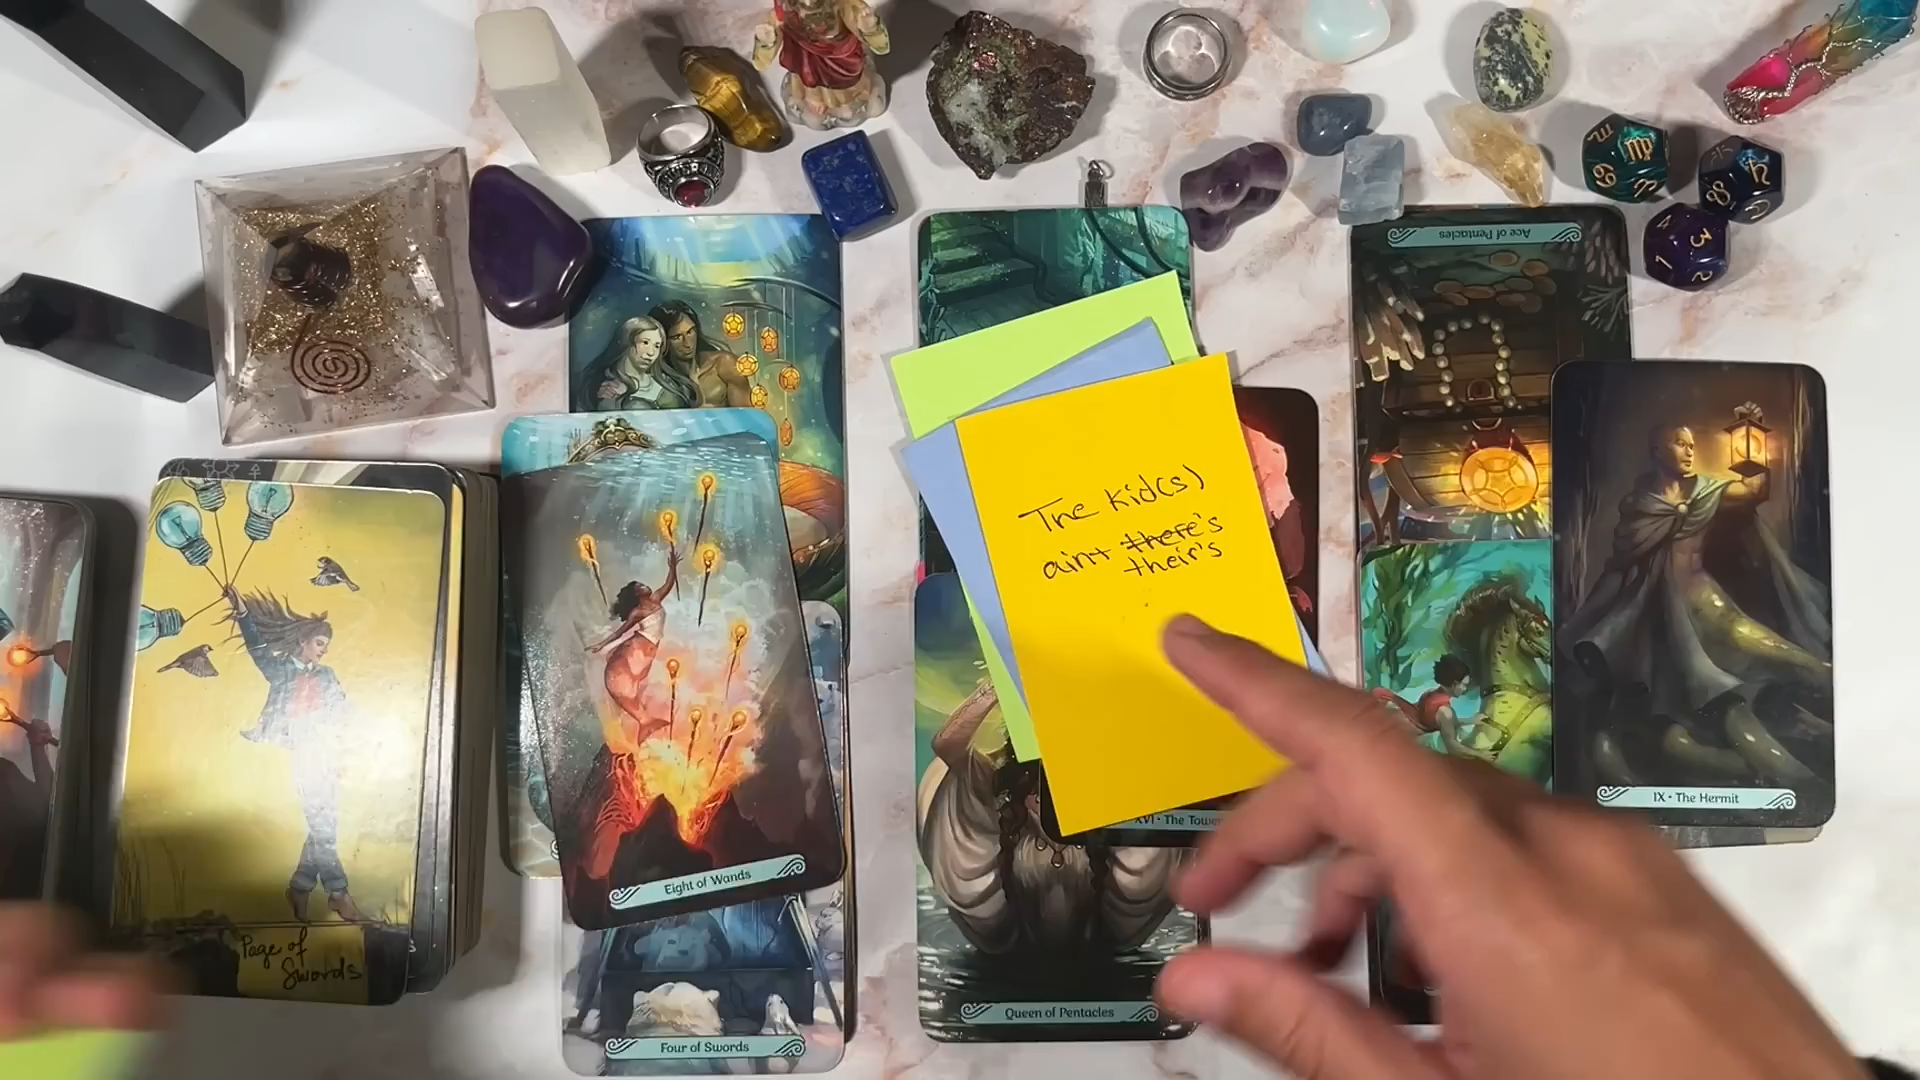 Ace of Pentacles
The Kid(s)
aint there's
their's
IX • The Hermit
XVI • The Tower
Eight of Wands
Page of
Swords
Queen of Pentacles
Four of Swords